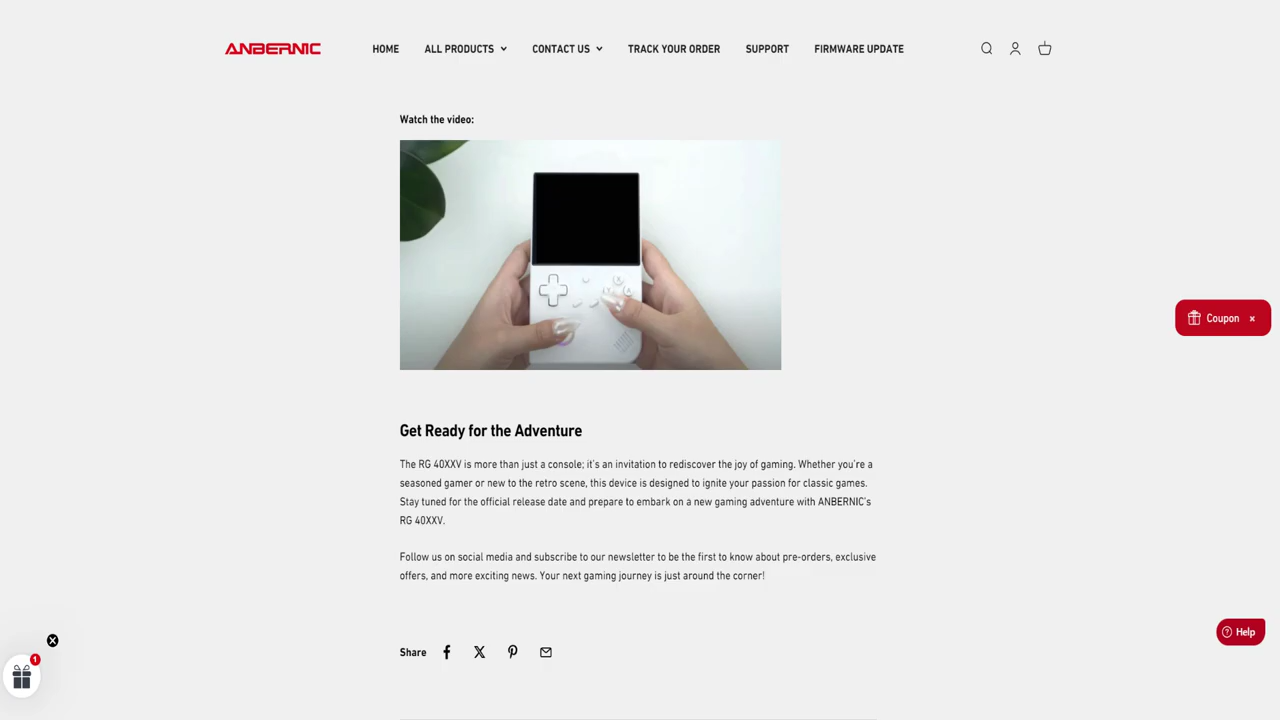 ANBERNIC
HOME ALL PRODUCTS CONTACT US TRACK YOUR ORDER SUPPORT FIRMWARE UPDATE
Watch the video:
Coupon ×
Get Ready for the Adventure
The RG 40XXV is more than just a console; it's an invitation to rediscover the joy of gaming. Whether you're a
seasoned gamer or new to the retro scene, this device is designed to ignite your passion for classic games.
Stay tuned for the official release date and prepare to embark on a new gaming adventure with ANBERNIC's
RG 40XXV.
Follow us on social media and subscribe to our newsletter to be the first to know about pre-orders, exclusive
offers, and more exciting news. Your next gaming journey is just around the corner!
Help
Share
1